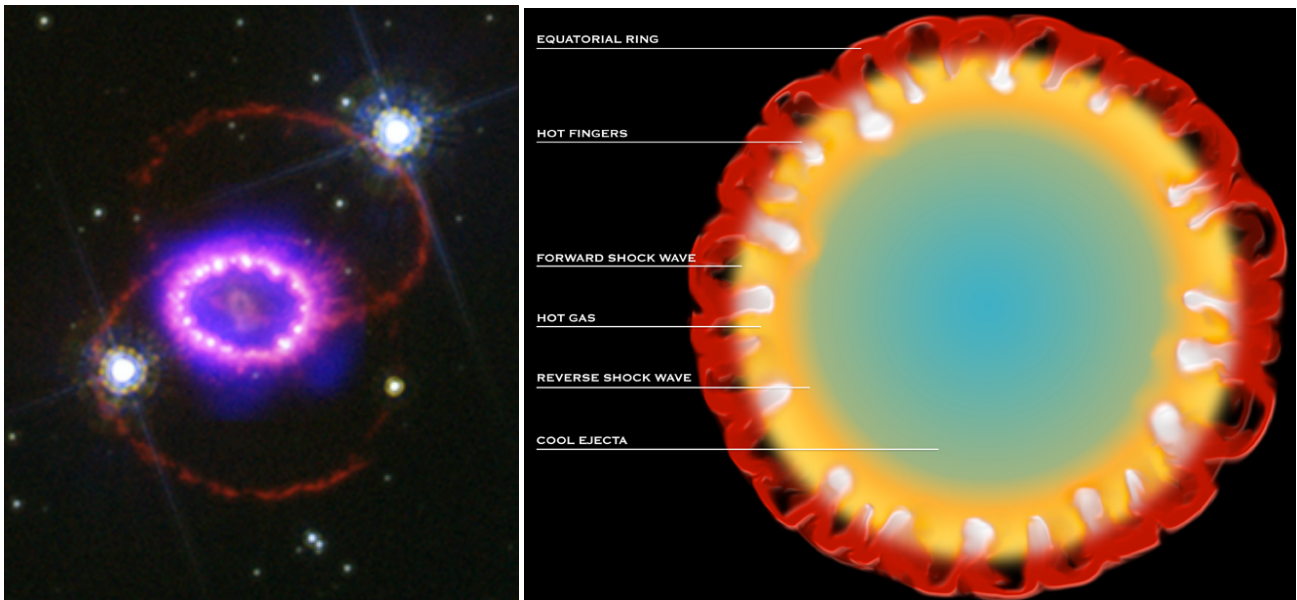 EQUATORIAL RING
HOT FINGERS
FORWARD SHOCK WAVE
HOT GAS
REVERSE SHOCK WAVE
COOL EJECTA